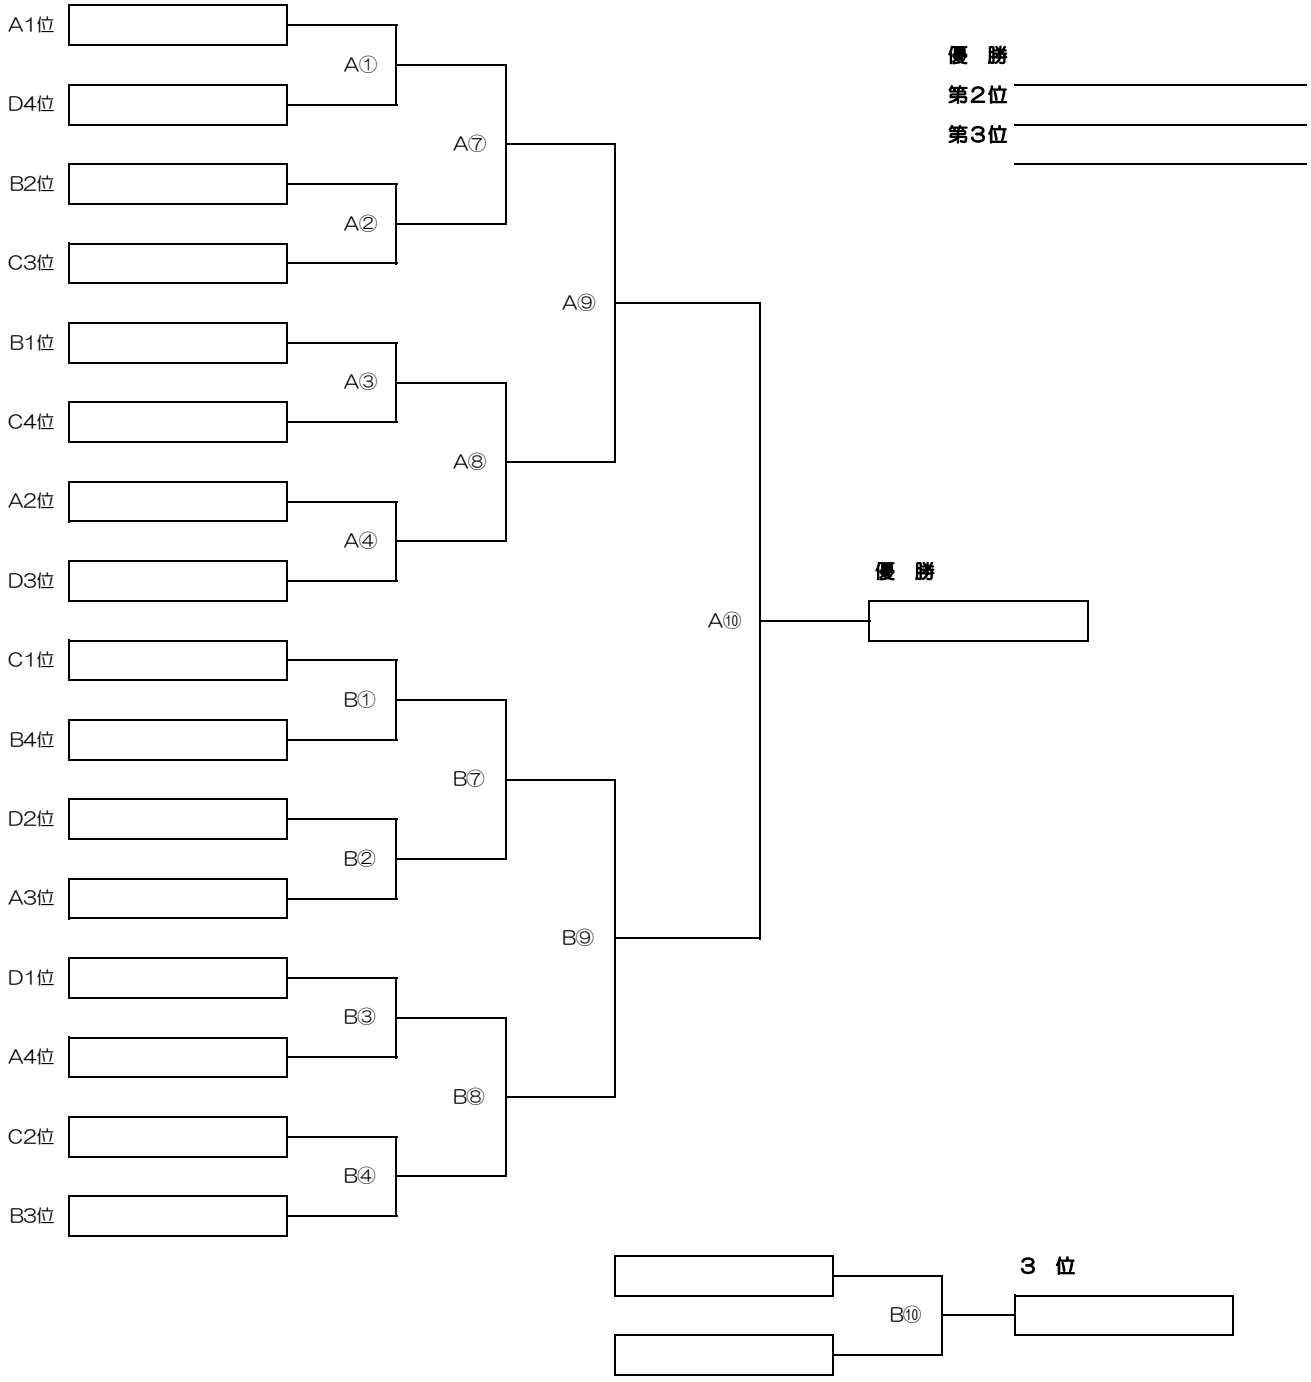 A1位
A①
優　勝
D4位
第2位
第3位
A⑦
B2位
A②
C3位
A⑨
B1位
A③
C4位
A⑧
A2位
A④
D3位
優　勝
A⑩
C1位
B①
B4位
B⑦
D2位
B②
A3位
B⑨
D1位
B③
A4位
B⑧
C2位
B④
B3位
3　位
B⑩